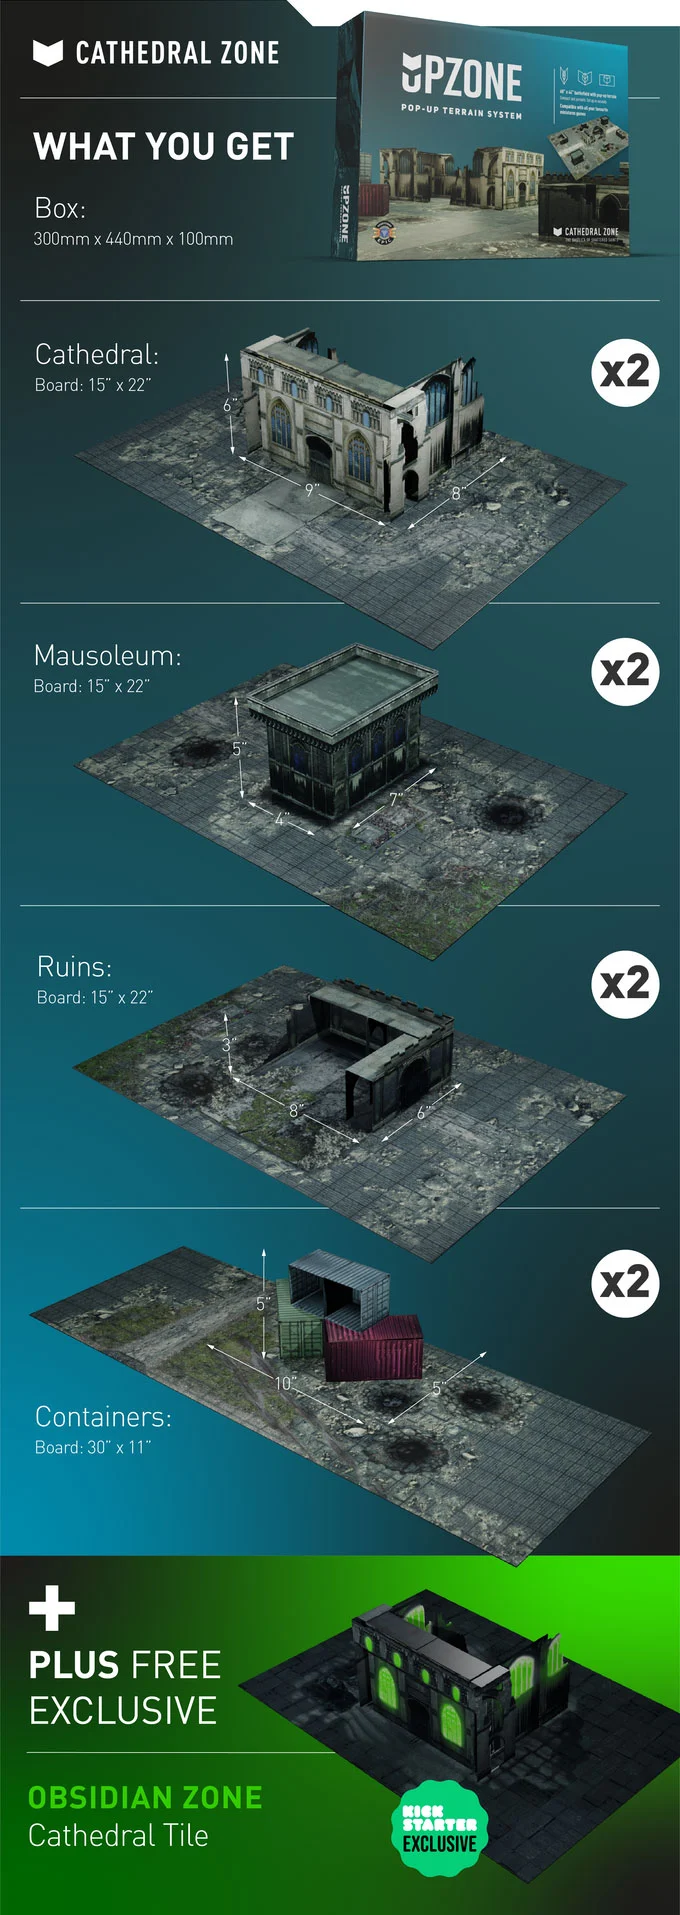 CATHEDRAL ZONE
WHAT YOU GET
Box:
300mm x 440mm x 100mm
UPZONE
POP-UP TERRAIN SYSTEM
UPZONE
EPIC
CATHEDRAL ZONE
Cathedral:
Board: 15” x 22”
x2
6”
9”
8”
Mausoleum:
Board: 15” x 22”
x2
5”
4”
7”
Ruins:
Board: 15” x 22”
x2
3”
8”
6”
x2
5”
10”
5”
Containers:
Board: 30” x 11”
+
PLUS FREE
EXCLUSIVE
OBSIDIAN ZONE
Cathedral Tile
KICK
STARTER
EXCLUSIVE